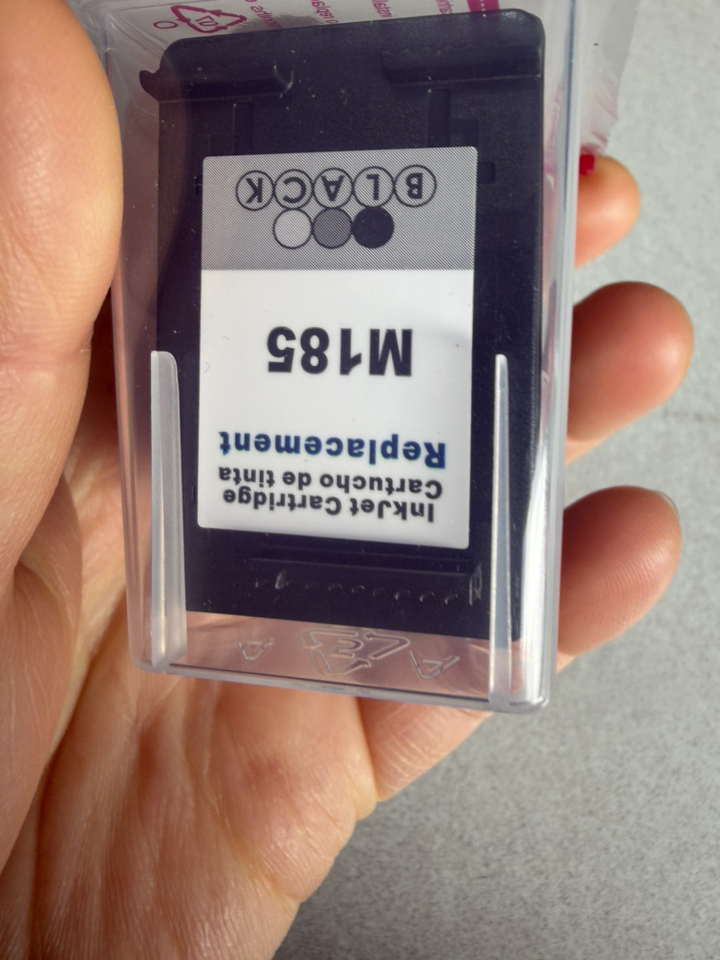 InkJet Cartridge
Cartucho de tinta
Replacement
M185
BLACK